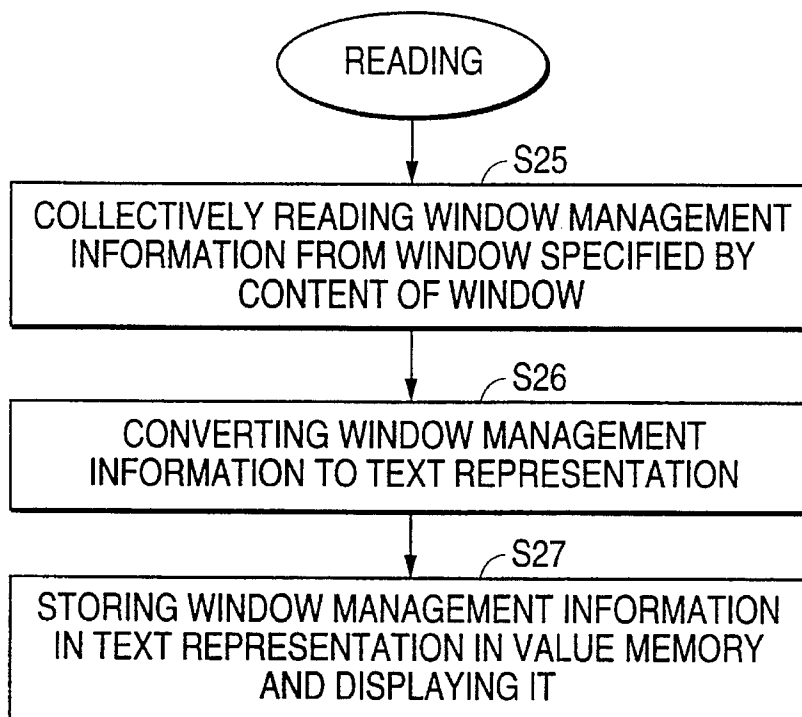 READING
S25
COLLECTIVELY READING WINDOW MANAGEMENT
INFORMATION FROM WINDOW SPECIFIED BY
CONTENT OF WINDOW
S26
CONVERTING WINDOW MANAGEMENT
INFORMATION TO TEXT REPRESENTATION
S27
STORING WINDOW MANAGEMENT INFORMATION
IN TEXT REPRESENTATION IN VALUE MEMORY
AND DISPLAYING IT